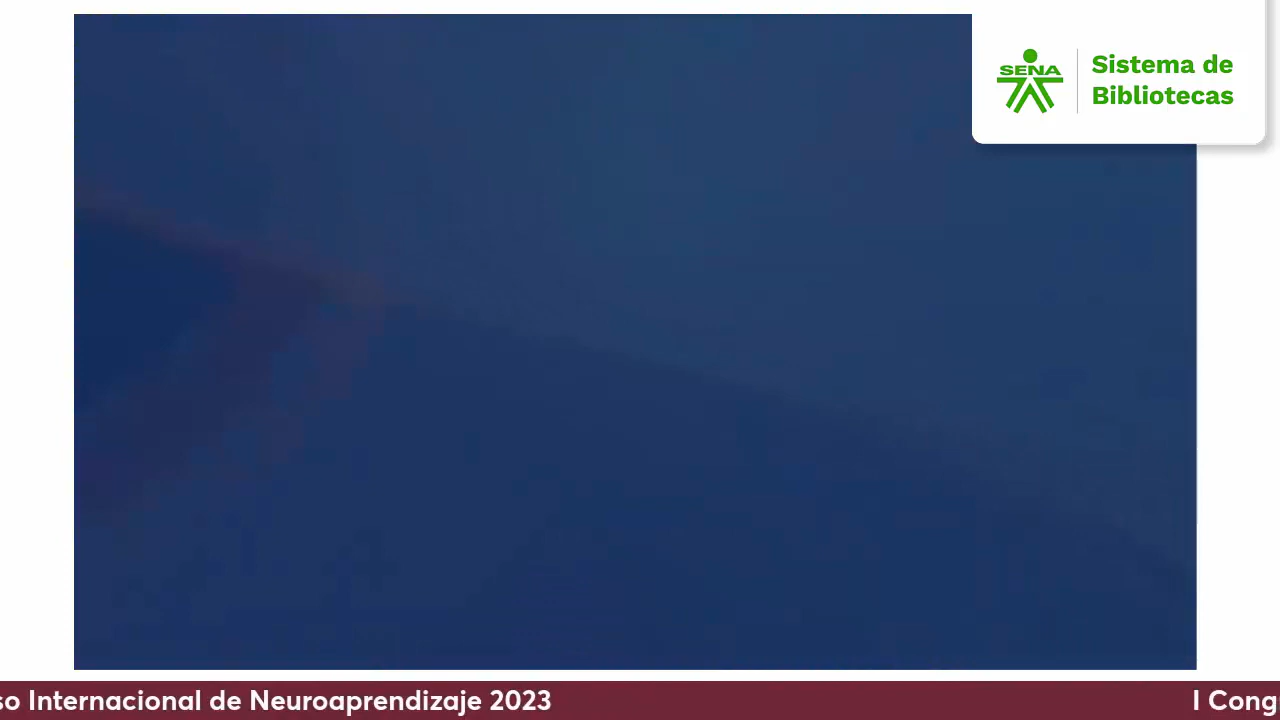 SENA
Sistema de
Bibliotecas
so Internacional de Neuroaprendizaje 2023
I Cong